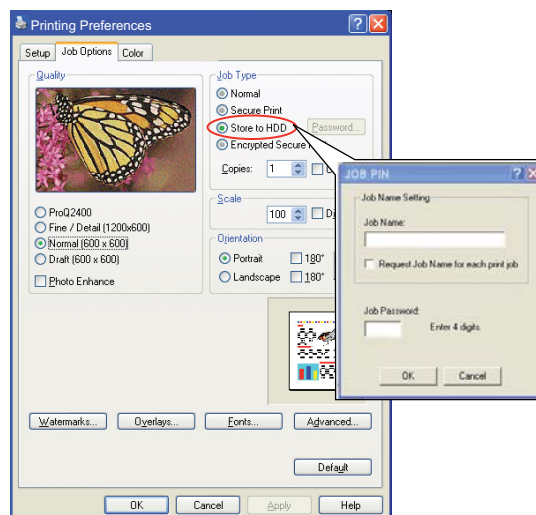 Printing Preferences
Setup Job Options Color
Quality
ProQ2400
Fine / Detail (1200x600)
Normal (600 x 600)
Draft (600 x 600)
Photo Enhance
Job Type
Normal
Secure Print
Store to HDD Password...
Encrypted Secure
Copies: 1
Scale
100
Orientation
Portrait 180°
Landscape 180°
Watermarks... Overlays... Fonts... Advanced...
Default
OK Cancel Apply Help
JOB PIN
Job Name Setting
Job Name:
Request Job Name for each print job
Job Password:
Enter 4 digits.
OK Cancel